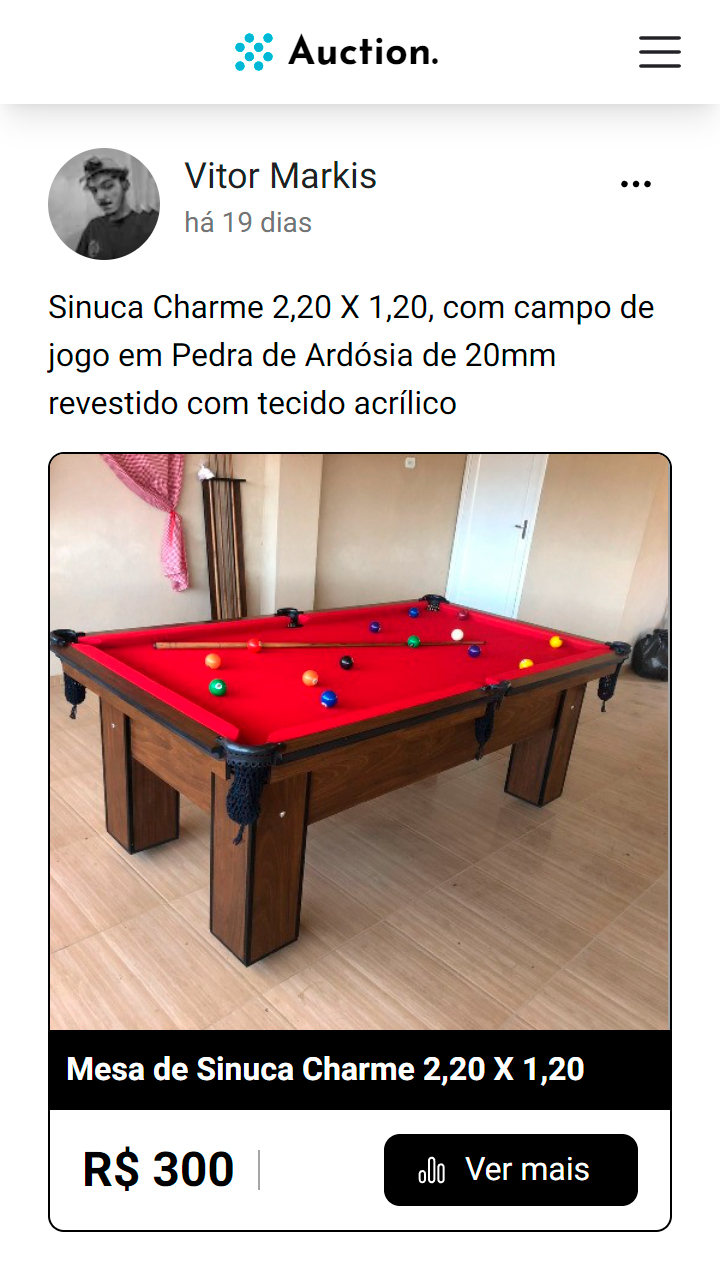 Auction.
Vitor Markis
há 19 dias
Sinuca Charme 2,20 X 1,20, com campo de
jogo em Pedra de Ardósia de 20mm
revestido com tecido acrílico
Mesa de Sinuca Charme 2,20 X 1,20
R$ 300
Ver mais